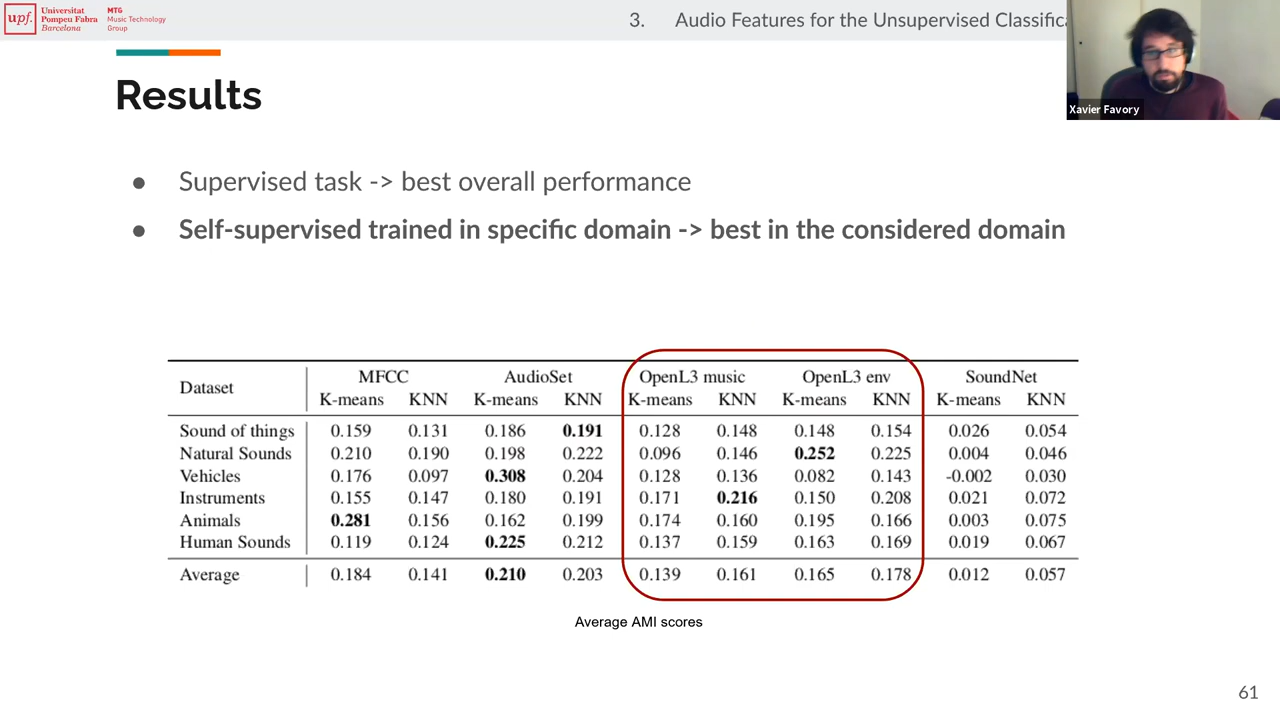 upf.
Universitat
Pompeu Fabra
Barcelona
MTG
Music Technology
Group
3. Audio Features for the Unsupervised Classifica
Xavier Favory
Results
● Supervised task -> best overall performance
● Self-supervised trained in specific domain -> best in the considered domain
Dataset MFCC AudioSet OpenL3 music OpenL3 env SoundNet
K-means KNN K-means KNN K-means KNN K-means KNN K-means KNN
Sound of things 0.159 0.131 0.186 0.191 0.128 0.148 0.148 0.154 0.026 0.054
Natural Sounds 0.210 0.190 0.198 0.222 0.096 0.146 0.252 0.225 0.004 0.046
Vehicles 0.176 0.097 0.308 0.204 0.128 0.136 0.082 0.143 -0.002 0.030
Instruments 0.155 0.147 0.180 0.191 0.171 0.216 0.150 0.208 0.021 0.072
Animals 0.281 0.156 0.162 0.199 0.174 0.160 0.195 0.166 0.003 0.075
Human Sounds 0.119 0.124 0.225 0.212 0.137 0.159 0.163 0.169 0.019 0.067
Average 0.184 0.141 0.210 0.203 0.139 0.161 0.165 0.178 0.012 0.057
Average AMI scores
61